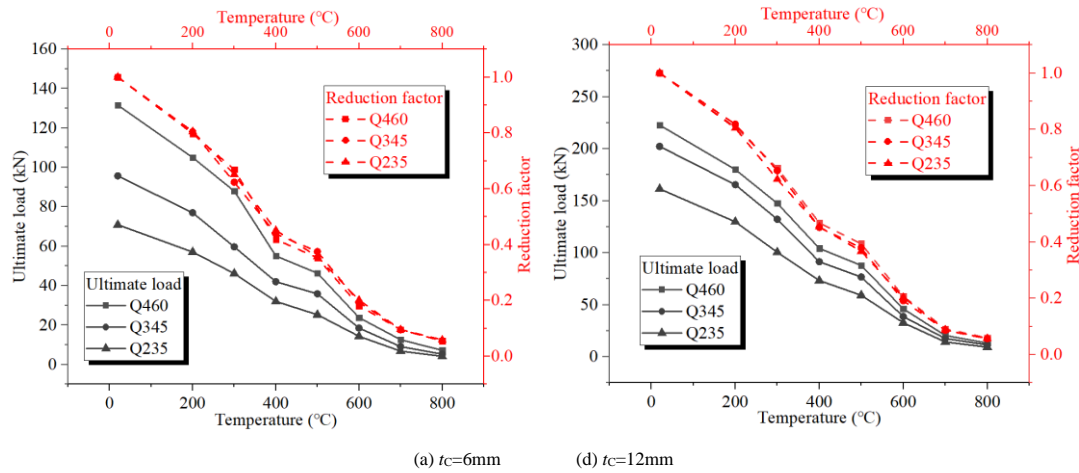 Temperature (℃)
0 200 400 600 800
160
140
120
100
80
60
40
20
0
Ultimate load (kN)
Reduction factor
Q460
Q345
Q235
Ultimate load
Q460
Q345
Q235
1.0
0.8
0.6
0.4
0.2
0.0
Reduction factor
0 200 400 600 800
Temperature (℃)
(a) tC=6mm
Temperature (℃)
0 200 400 600 800
300
250
200
150
100
50
0
Ultimate load (kN)
Reduction factor
Q460
Q345
Q235
Ultimate load
Q460
Q345
Q235
1.0
0.8
0.6
0.4
0.2
0.0
Reduction factor
0 200 400 600 800
Temperature (℃)
(d) tC=12mm